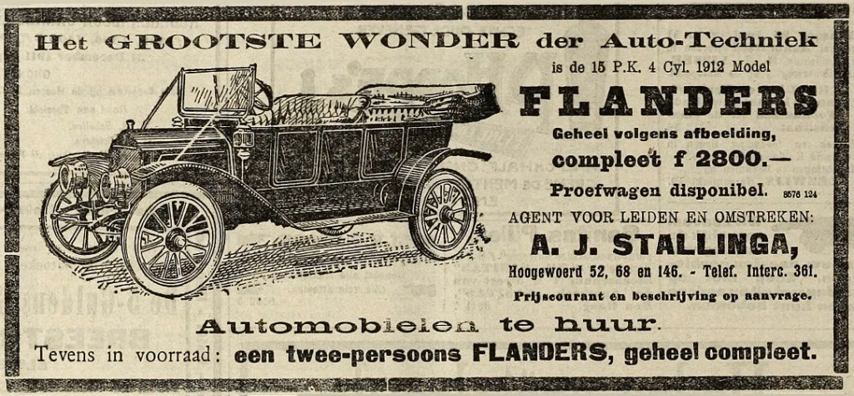 Het GROOTSTE WONDER der Auto-Techniek
is de 15 P.K. 4 Cyl. 1912 Model
FLANDERS
Geheel volgens afbeelding,
compleet f 2800.—
Proefwagen disponibel. 8576 124
AGENT VOOR LEIDEN EN OMSTREKEN:
A. J. STALLINGA,
Hoogewoerd 52, 68 en 146. - Telef. Interc. 361.
Prijscourant en beschrijving op aanvrage.
Automobielen te huur.
Tevens in voorraad: een twee-persoons FLANDERS, geheel compleet.